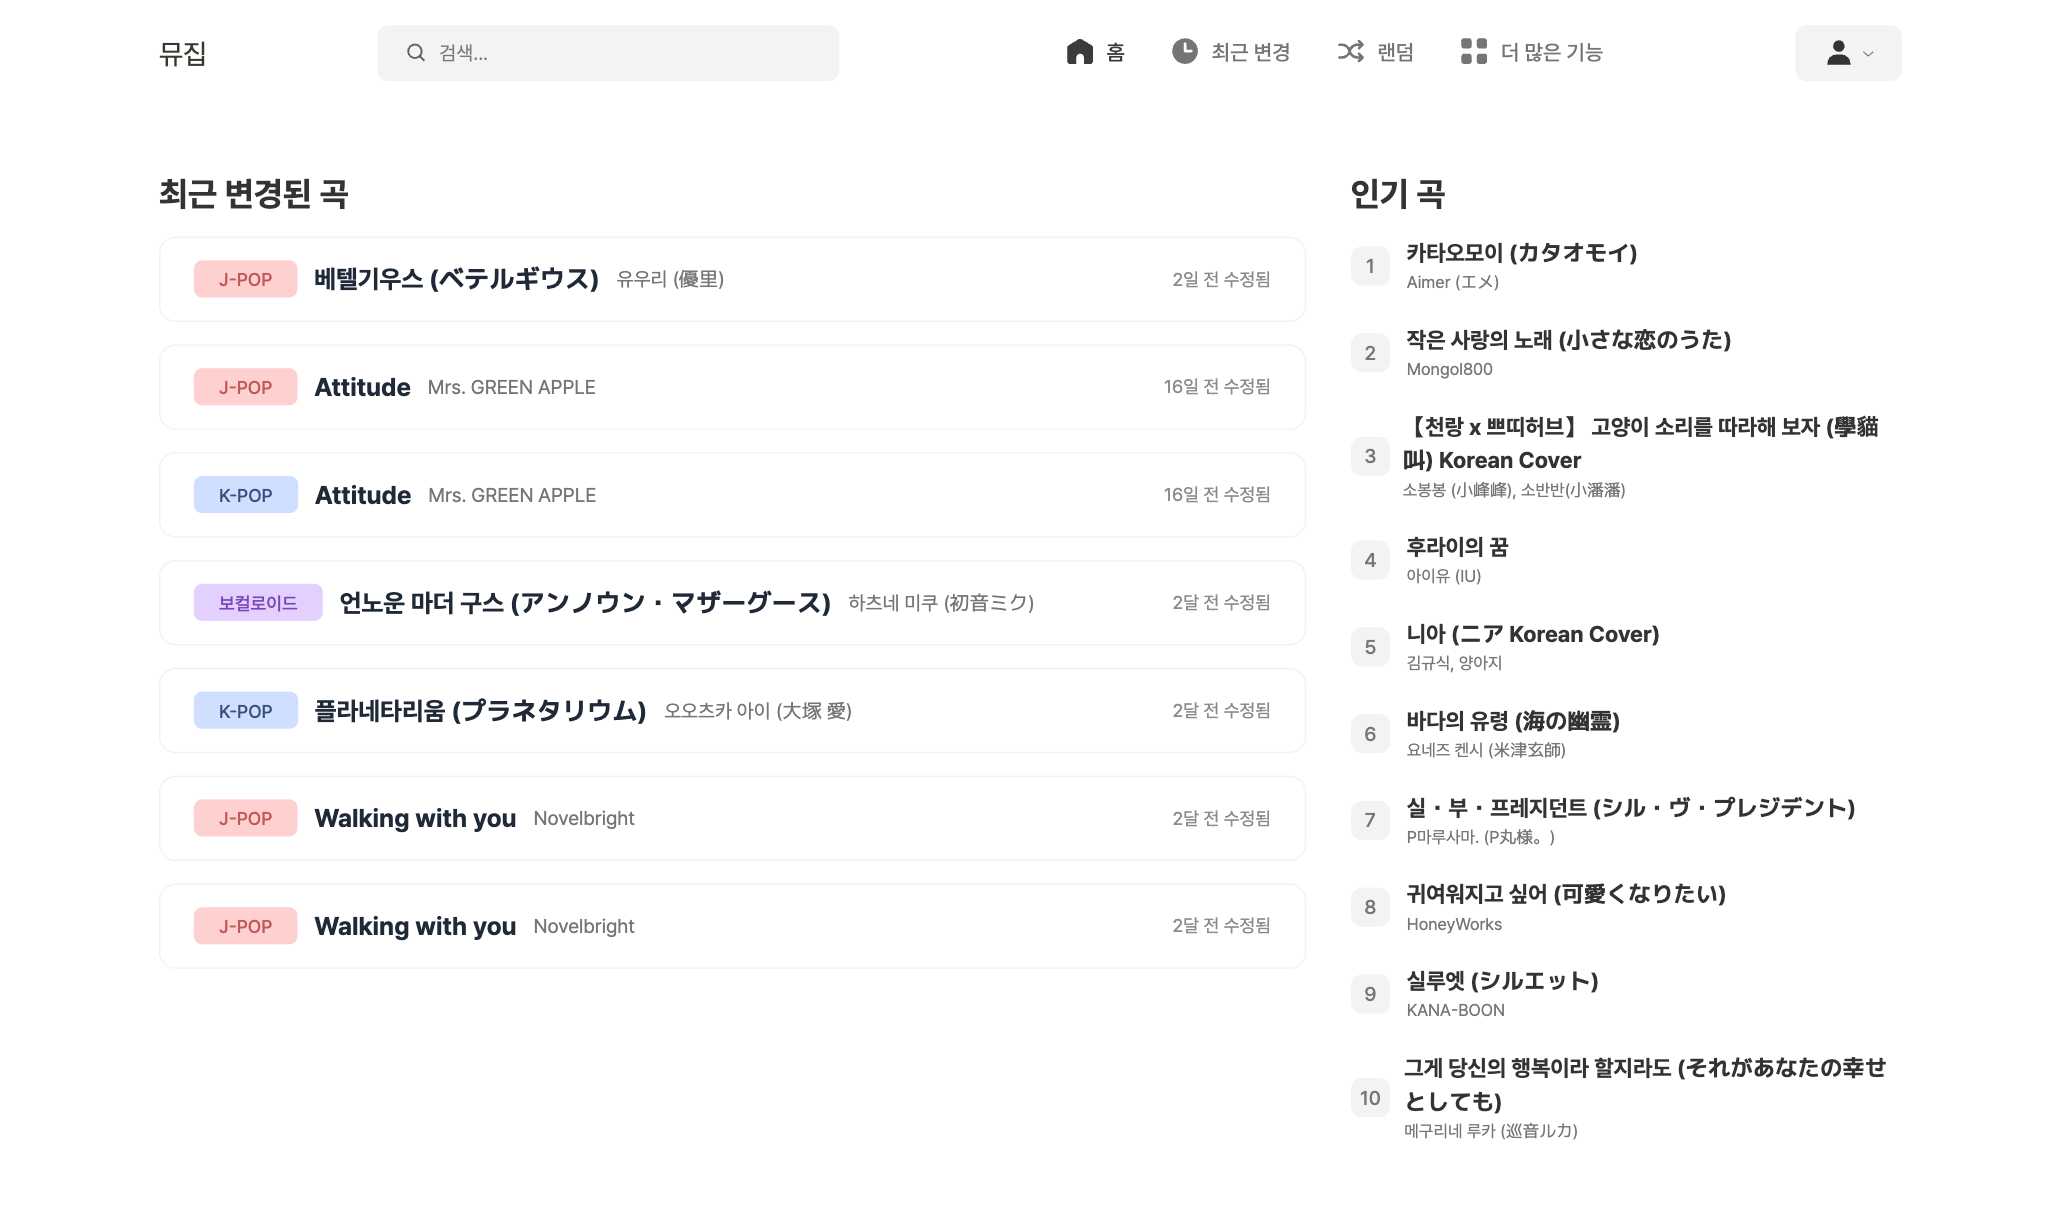 뮤집
검색...
홈
최근 변경
랜덤
더 많은 기능
최근 변경된 곡
J-POP 베텔기우스 (ベテルギウス) 유우리 (優里) 2일 전 수정됨
J-POP Attitude Mrs. GREEN APPLE 16일 전 수정됨
K-POP Attitude Mrs. GREEN APPLE 16일 전 수정됨
보컬로이드 언노운 마더 구스 (アンノウン・マザーグース) 하츠네 미쿠 (初音ミク) 2달 전 수정됨
K-POP 플라네타리움 (プラネタリウム) 오오츠카 아이 (大塚 愛) 2달 전 수정됨
J-POP Walking with you Novelbright 2달 전 수정됨
J-POP Walking with you Novelbright 2달 전 수정됨
인기 곡
1 카타오모이 (カタオモイ)
Aimer (エメ)
2 작은 사랑의 노래 (小さな恋のうた)
Mongol800
3 【천랑 x 쁘띠허브】 고양이 소리를 따라해 보자 (學貓
叫) Korean Cover
소봉봉 (小峰峰), 소반반(小潘潘)
4 후라이의 꿈
아이유 (IU)
5 니아 (ニア Korean Cover)
김규식, 양아지
6 바다의 유령 (海の幽霊)
요네즈 켄시 (米津玄師)
7 실・부・프레지던트 (シル・ヴ・プレジデント)
P마루사마. (P丸様。)
8 귀여워지고 싶어 (可愛くなりたい)
HoneyWorks
9 실루엣 (シルエット)
KANA-BOON
10 그게 당신의 행복이라 할지라도 (それがあなたの幸せ
としても)
메구리네 루카 (巡音ルカ)